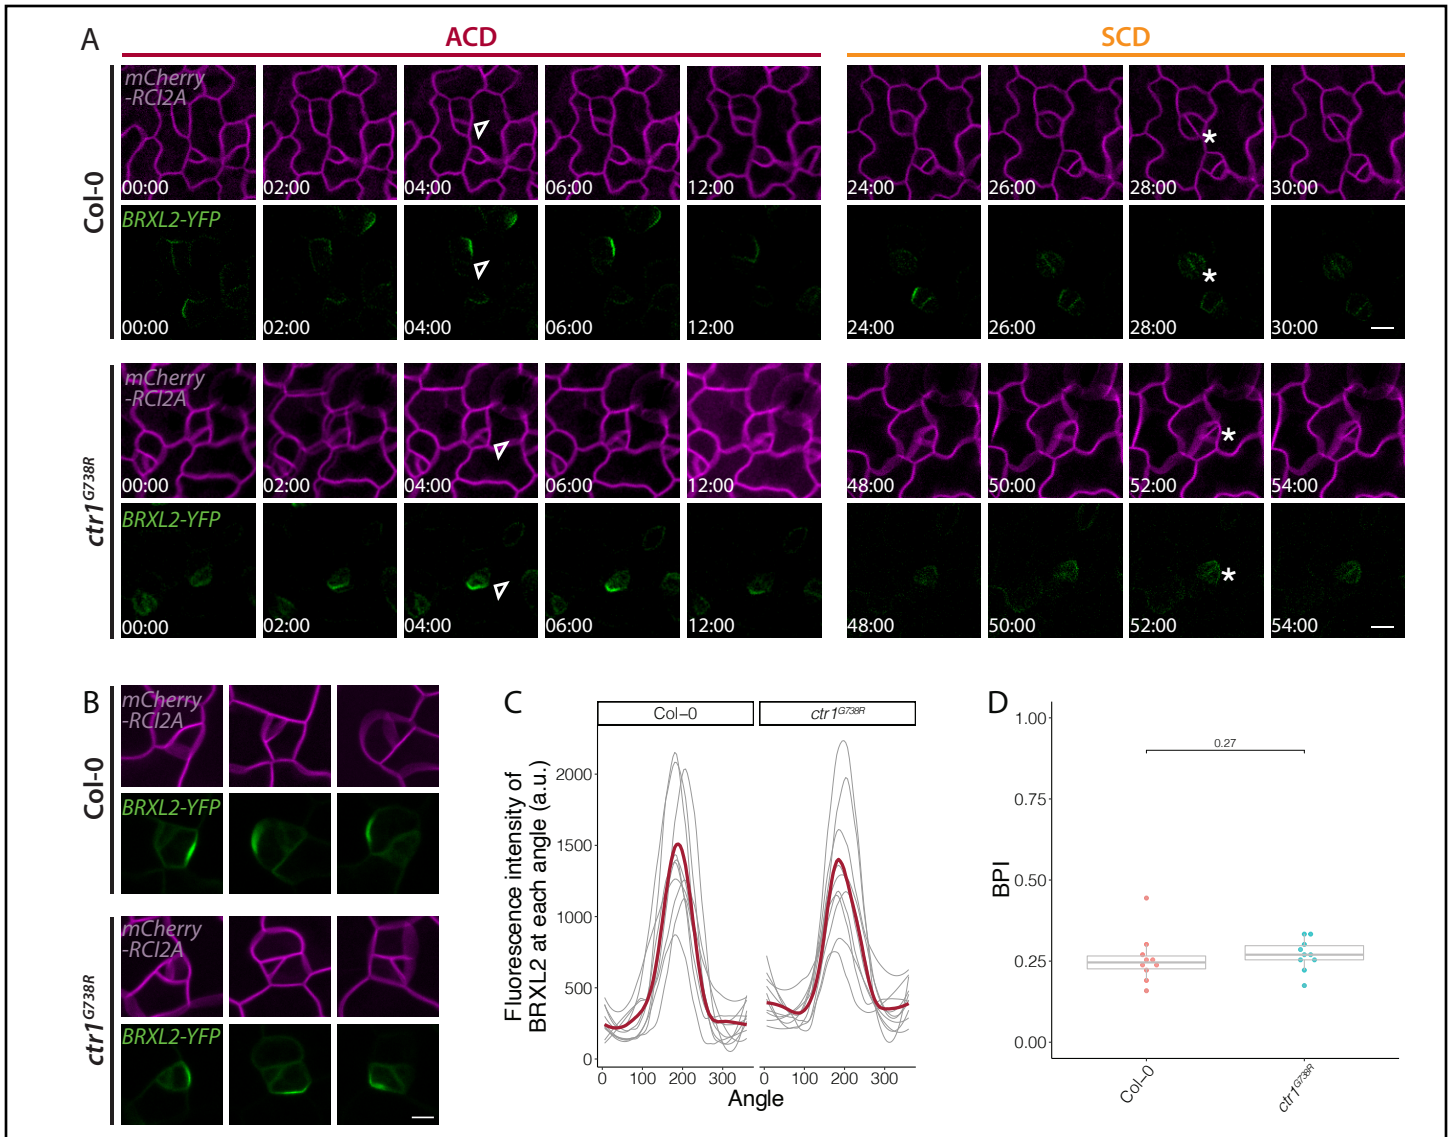 A
ACD
SCD
Col-0
mCherry
-RCI2A
00:00
02:00
04:00
06:00
12:00
24:00
26:00
28:00
*
30:00
BRXL2-YFP
00:00
02:00
04:00
06:00
12:00
24:00
26:00
28:00
*
30:00
ctr1G738R
mCherry
-RCI2A
00:00
02:00
04:00
06:00
12:00
48:00
50:00
52:00
*
54:00
BRXL2-YFP
00:00
02:00
04:00
06:00
12:00
48:00
50:00
52:00
*
54:00
B
Col-0
mCherry
-RCI2A
BRXL2-YFP
ctr1G738R
mCherry
-RCI2A
BRXL2-YFP
C
Col-0
ctr1G738R
Fluorescence intensity of
BRXL2 at each angle (a.u.)
2000
1500
1000
500
0
0 100 200 300
0 100 200 300
Angle
D
BPI
1.00
0.75
0.50
0.25
0.00
0.27
Col-0
ctr1G738R